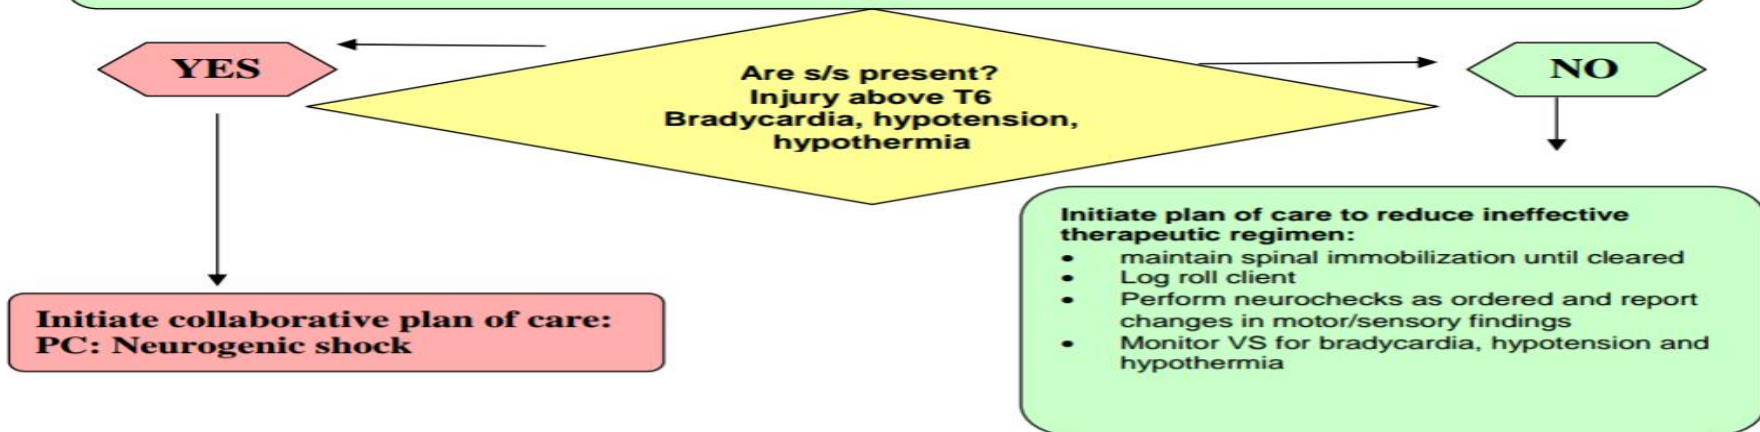 YES
Are s/s present?
Injury above T6
Bradycardia, hypotension,
hypothermia
NO
Initiate collaborative plan of care:
PC: Neurogenic shock
Initiate plan of care to reduce ineffective
therapeutic regimen:
• maintain spinal immobilization until cleared
• Log roll client
• Perform neurochecks as ordered and report
changes in motor/sensory findings
• Monitor VS for bradycardia, hypotension and
hypothermia